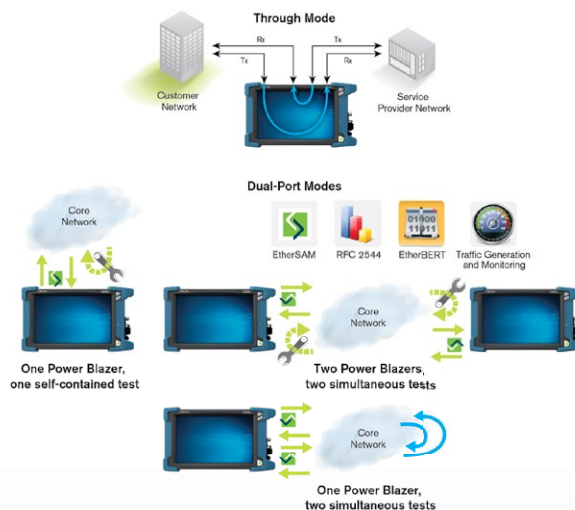 Through Mode
Rx
Tx
Tx
Rx
Customer
Network
Service
Provider Network
Dual-Port Modes
Core
Network
01000
11011
EtherSAM
RFC 2544
EtherBERT
Traffic Generation
and Monitoring
Core
Network
One Power Blazer,
one self-contained test
Two Power Blazers,
two simultaneous tests
Core
Network
One Power Blazer,
two simultaneous tests